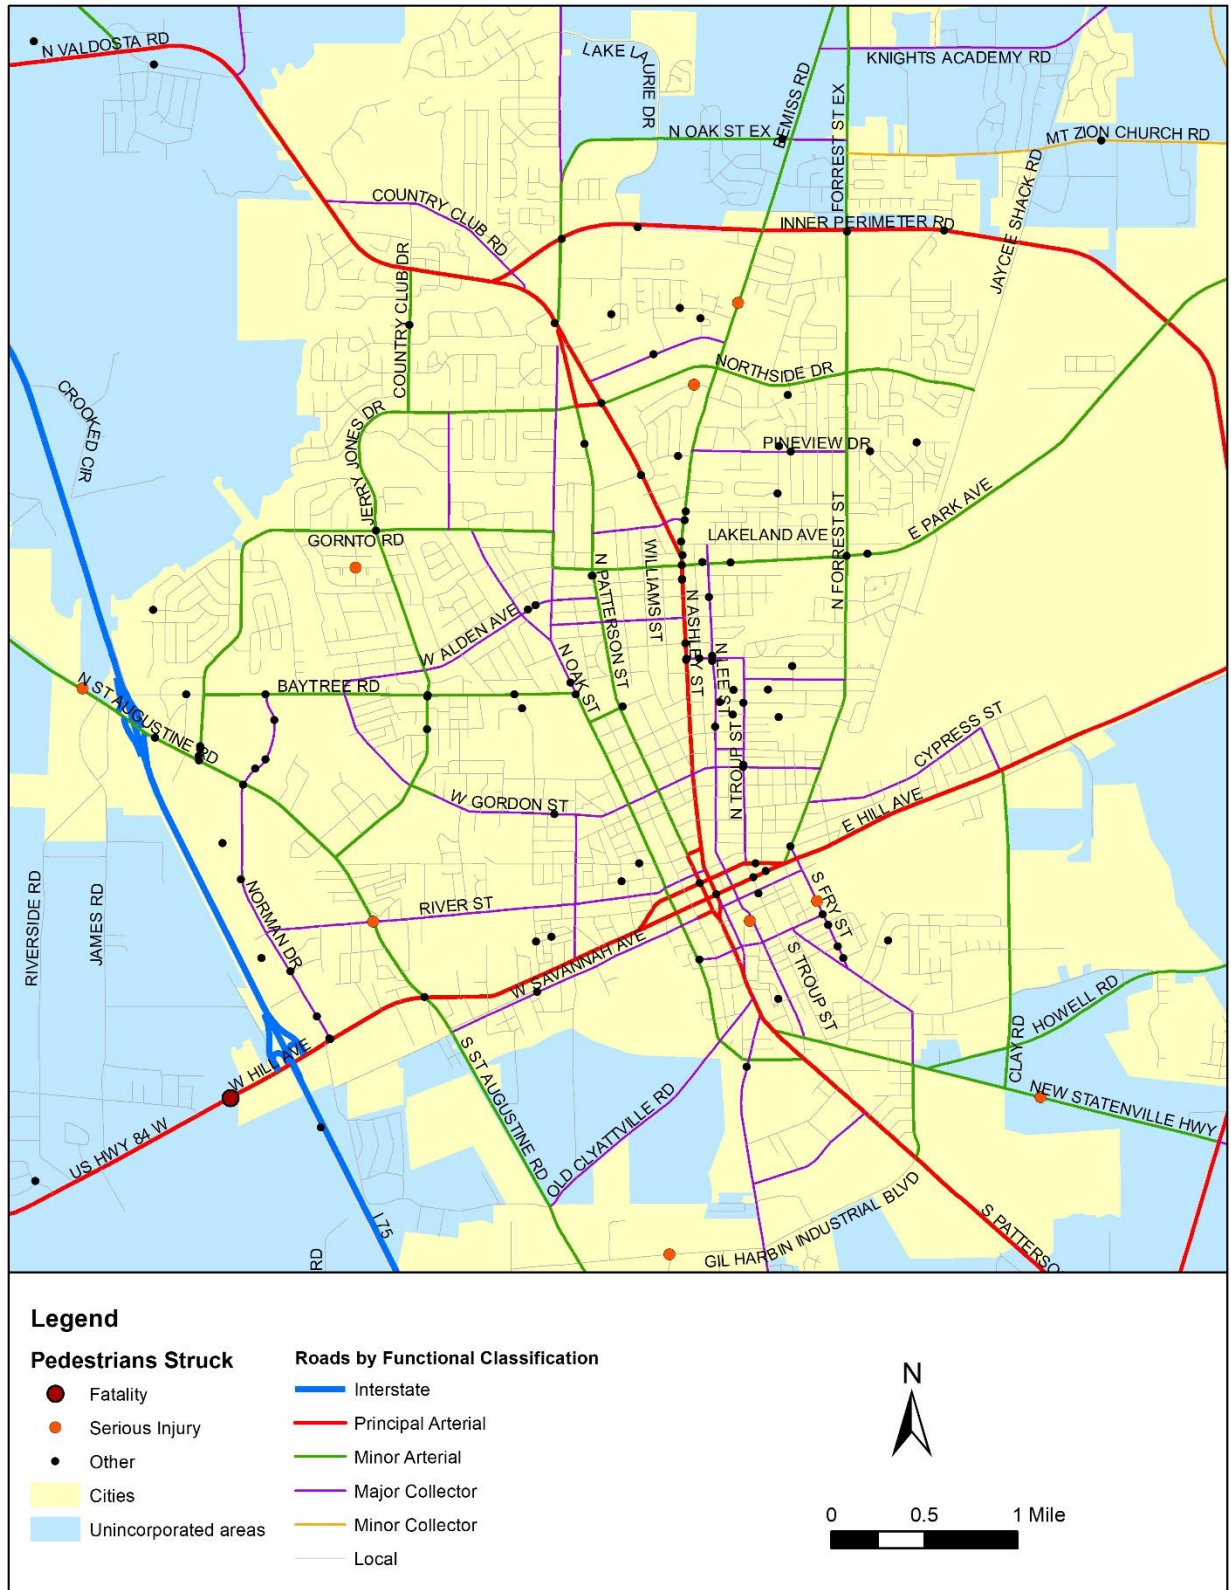 N VALDOSTA RD
LAKE LAURIE DR
KNIGHTS ACADEMY RD
BEMISS RD
FORREST ST EX
N OAK ST EX
MT ZION CHURCH RD
JAYCEE SHACK RD
COUNTRY CLUB RD
INNER PERIMETER RD
COUNTRY CLUB DR
CROOKED CIR
NORTHSIDE DR
JERRY JONES DR
PINEVIEW DR
E PARK AVE
GORNTO RD
LAKELAND AVE
N FORREST ST
WILLIAMS ST
N PATTERSON ST
N ASHLEY ST
W ALDEN AVE
N LEE ST
N OAK ST
BAYTREE RD
N ST AUGUSTINE RD
N TROUP ST
CYPRESS ST
W GORDON ST
E HILL AVE
RIVERSIDE RD
JAMES RD
NORMAN DR
RIVER ST
S FRY ST
W SAVANNAH AVE
S TROUP ST
HOWELL RD
CLAY RD
W HILL AVE
S ST AUGUSTINE RD
OLD CLYATTVILLE RD
NEW STATENVILLE HWY
US HWY 84 W
I 75
RD
GIL HARBIN INDUSTRIAL BLVD
S PATTERSO
Legend
Pedestrians Struck
Fatality
Serious Injury
Other
Cities
Unincorporated areas
Roads by Functional Classification
Interstate
Principal Arterial
Minor Arterial
Major Collector
Minor Collector
Local
N
0 0.5 1 Mile